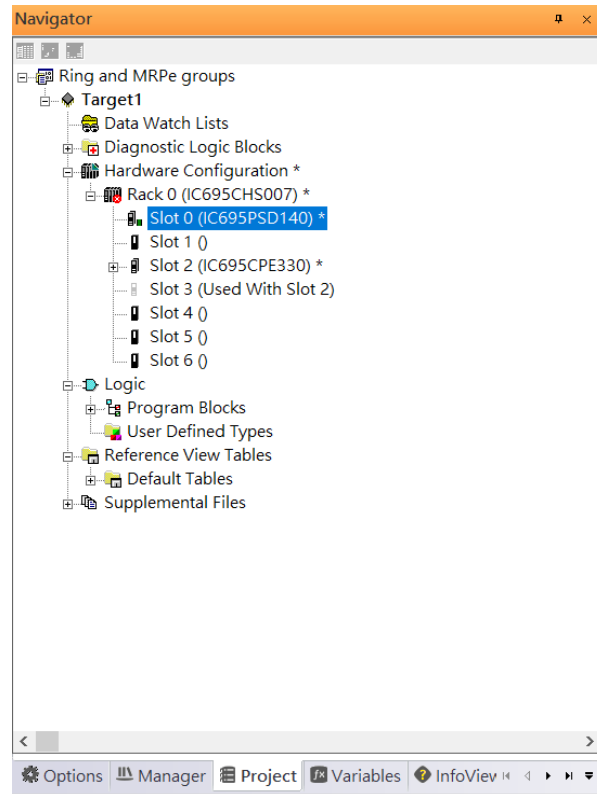 Navigator
Ring and MRPe groups
Target1
Data Watch Lists
Diagnostic Logic Blocks
Hardware Configuration *
Rack 0 (IC695CHS007) *
Slot 0 (IC695PSD140) *
Slot 1 ()
Slot 2 (IC695CPE330) *
Slot 3 (Used With Slot 2)
Slot 4 ()
Slot 5 ()
Slot 6 ()
Logic
Program Blocks
User Defined Types
Reference View Tables
Default Tables
Supplemental Files
Options Manager Project Variables InfoView